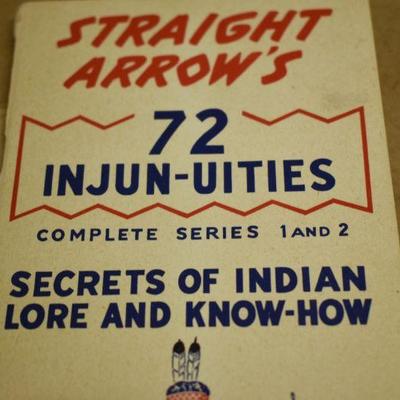 STRAIGHT
ARROW'S
72
INJUN-UITIES
COMPLETE SERIES 1 AND 2
SECRETS OF INDIAN
LORE AND KNOW-HOW